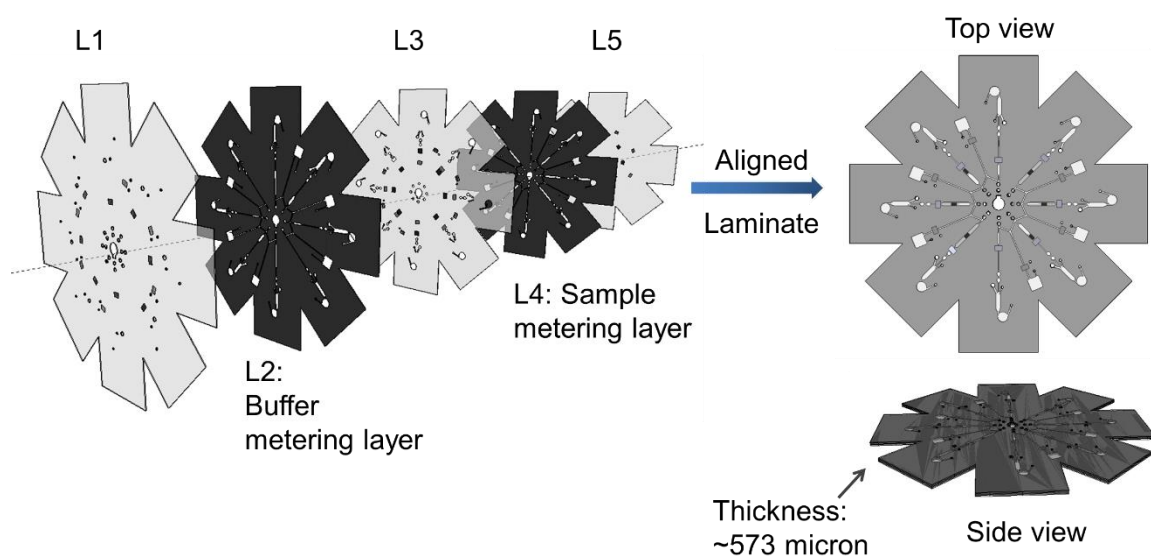 L1
L3
L5
L2:
Buffer
metering layer
L4: Sample
metering layer
Aligned
Laminate
Top view
Thickness:
~573 micron
Side view